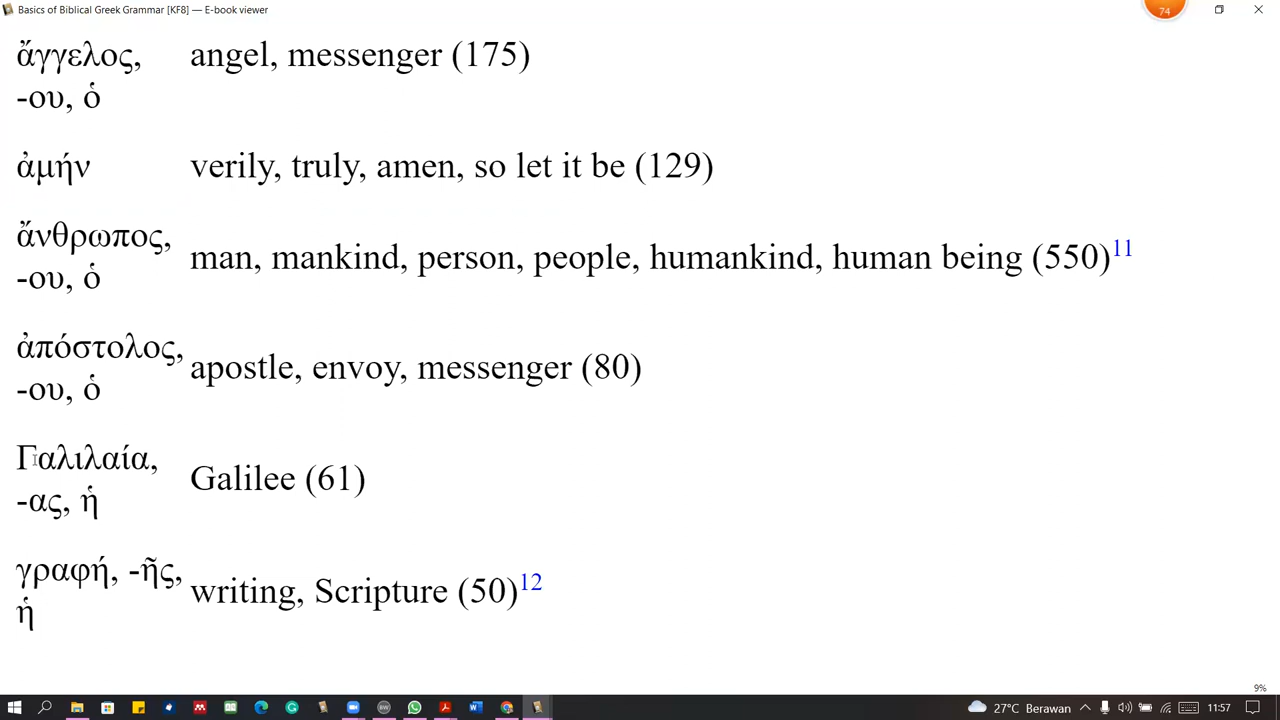 Basics of Biblical Greek Grammar [KF8] — E-book viewer
74
ἄγγελος, angel, messenger (175)
-ου, ὁ
ἀμήν verily, truly, amen, so let it be (129)
ἄνθρωπος,
-ου, ὁ
man, mankind, person, people, humankind, human being (550)11
ἀπόστολος,
-ου, ὁ
apostle, envoy, messenger (80)
Γαλιλαία,
-ας, ἡ
Galilee (61)
γραφή, -ῆς,
ἡ
writing, Scripture (50)12
9%
27°C Berawan 11:57